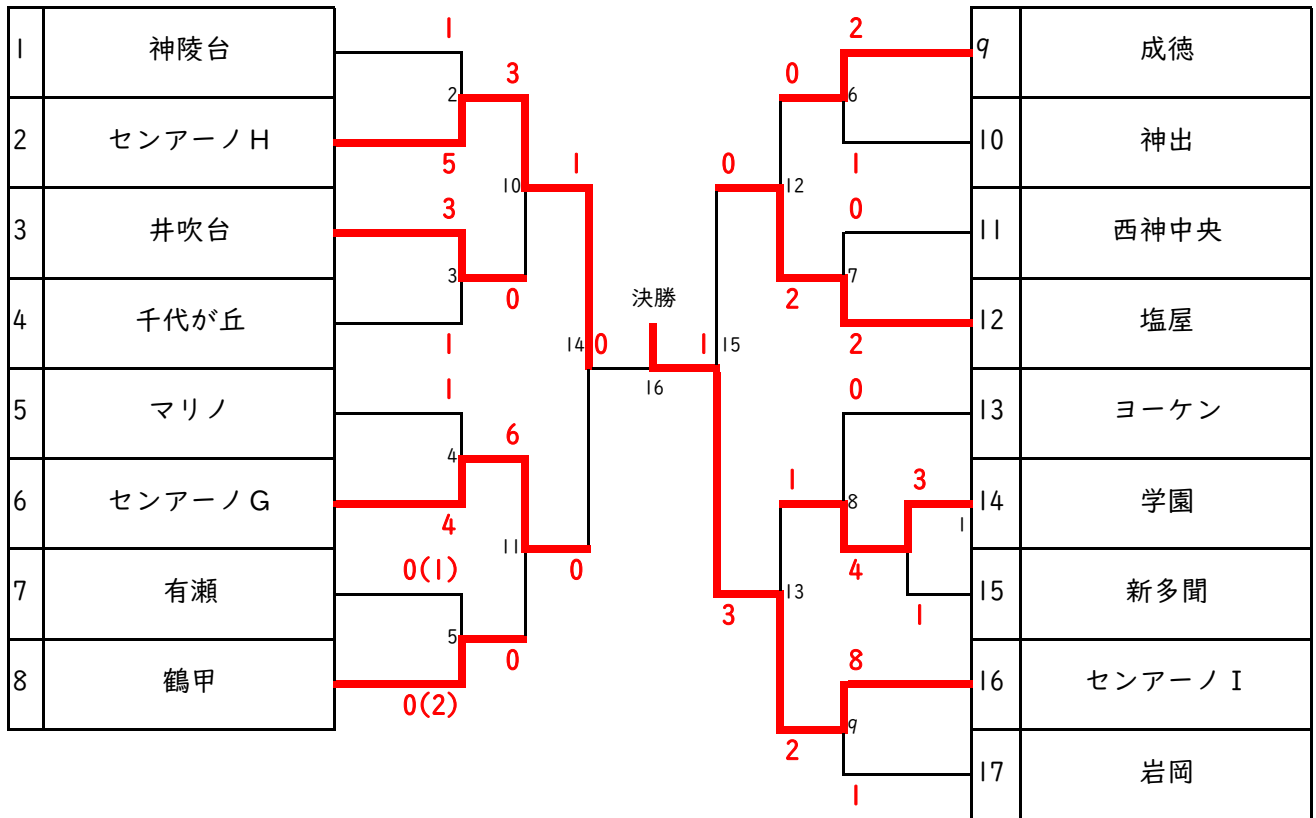 1 神陵台
2 センアーノ H
3 井吹台
4 千代が丘
5 マリノ
6 センアーノ G
7 有瀬
8 鶴甲
1
2
5
3
3
1
1
4
4
0(1)
5
0(2)
3
10
0
6
11
0
1
14
0
0
決勝
16
1
15
0
3
0
12
2
1
13
2
2
6
1
0
7
2
0
8
4
3
1
1
8
9
1
9 成徳
10 神出
11 西神中央
12 塩屋
13 ヨーケン
14 学園
15 新多聞
16 センアーノ I
17 岩岡